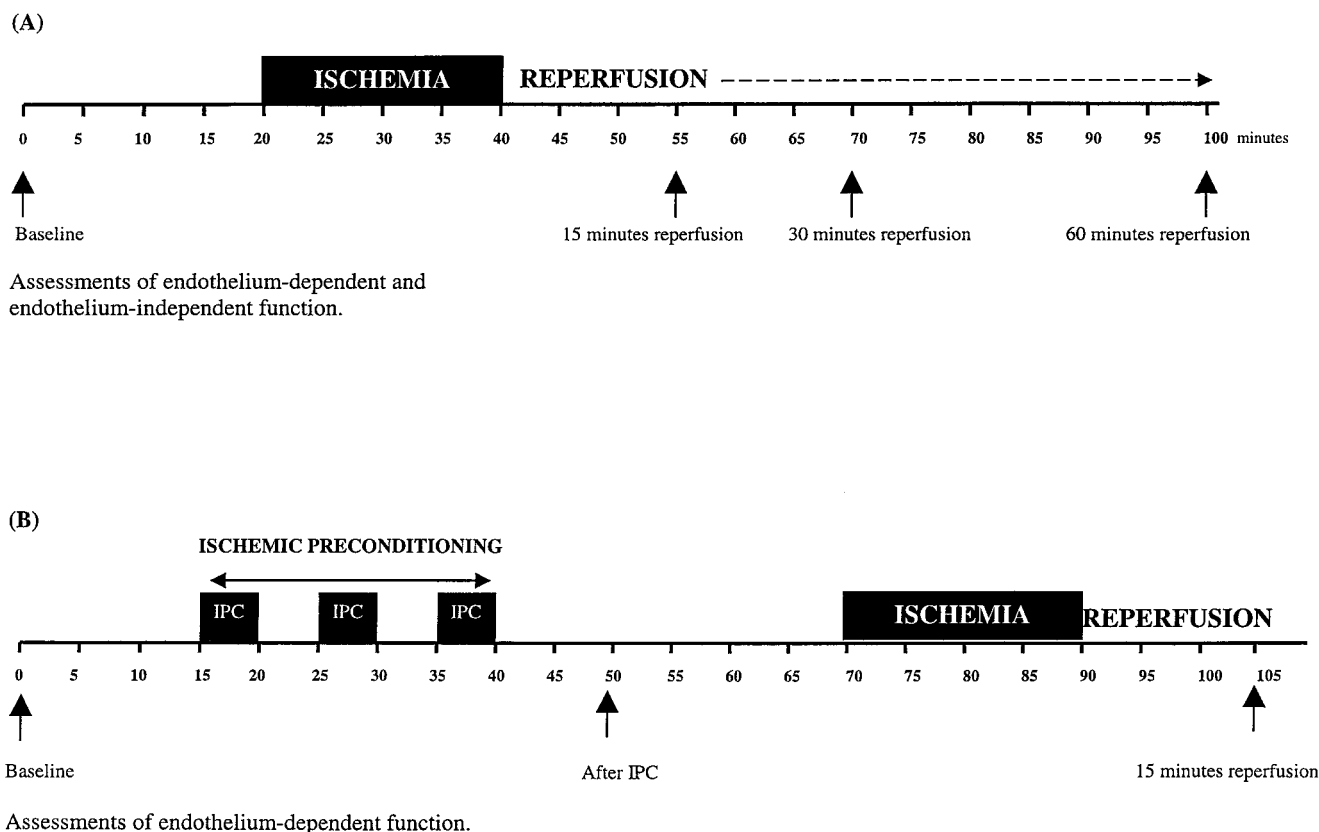 (A)
ISCHEMIA REPERFUSION
0 5 10 15 20 25 30 35 40 45 50 55 60 65 70 75 80 85 90 95 100 minutes
Baseline 15 minutes reperfusion 30 minutes reperfusion 60 minutes reperfusion
Assessments of endothelium-dependent and
endothelium-independent function.
(B)
ISCHEMIC PRECONDITIONING
IPC IPC IPC ISCHEMIA REPERFUSION
0 5 10 15 20 25 30 35 40 45 50 55 60 65 70 75 80 85 90 95 100 105
Baseline After IPC 15 minutes reperfusion
Assessments of endothelium-dependent function.